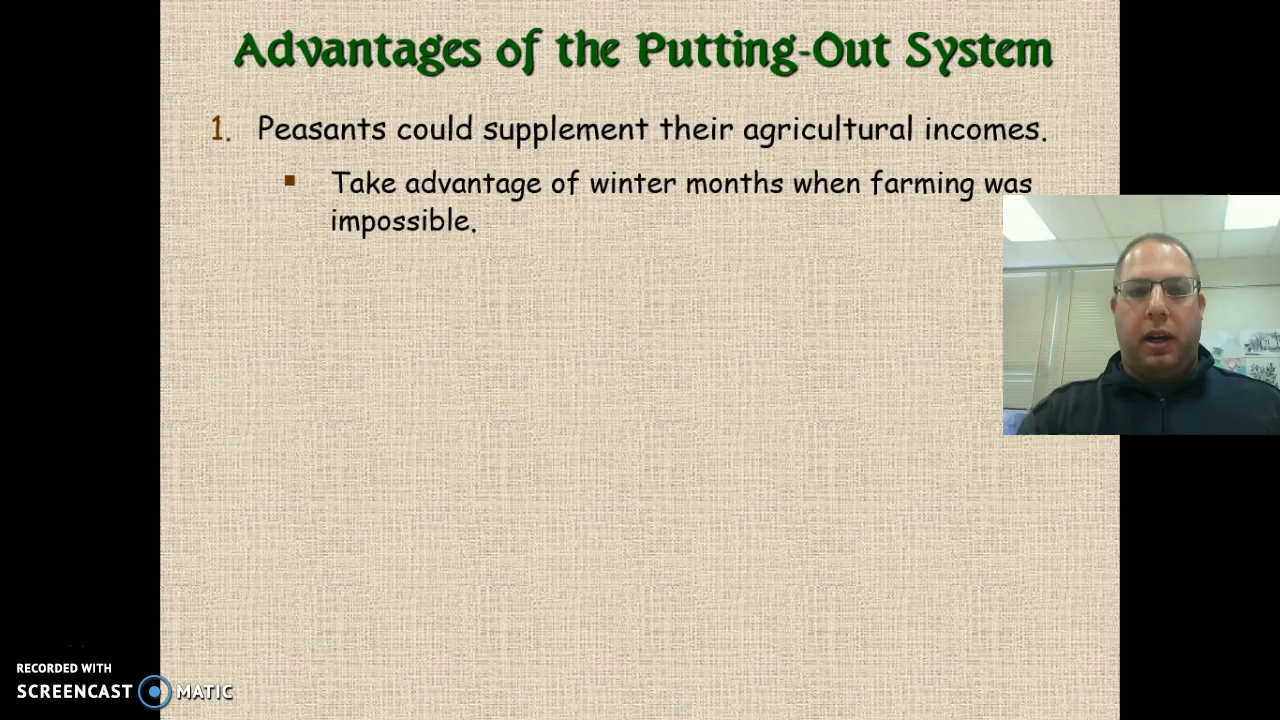 Advantages of the Putting-Out System
1. Peasants could supplement their agricultural incomes.
▪ Take advantage of winter months when farming was
impossible.
RECORDED WITH
SCREENCAST MATIC